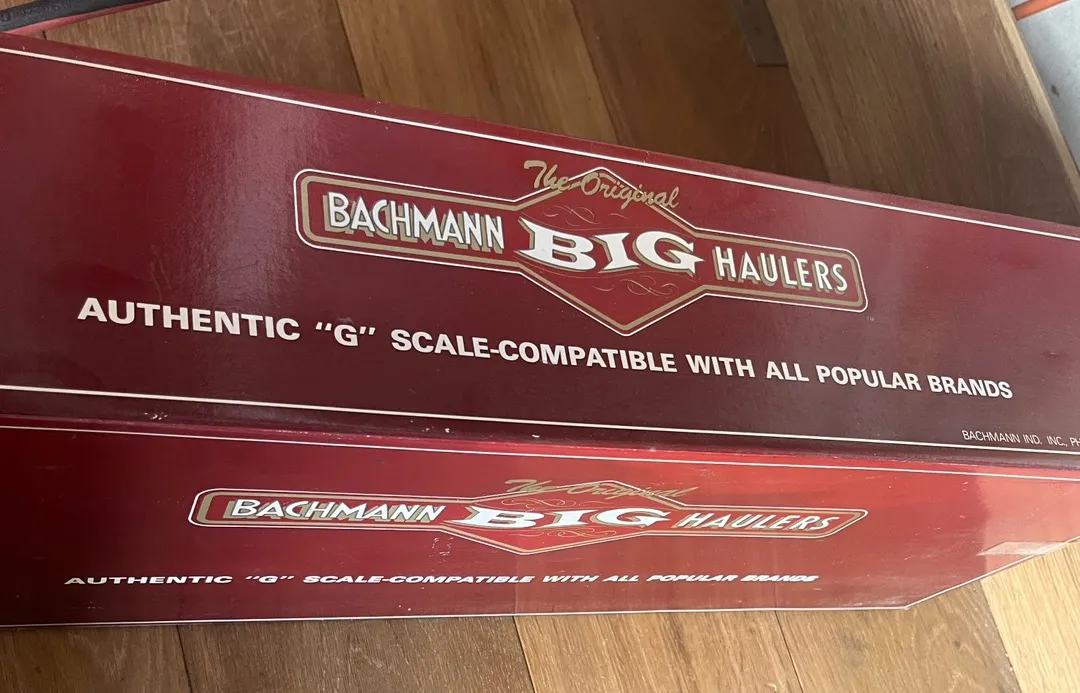 The Original
BACHMANN BIG HAULERS
AUTHENTIC “G” SCALE-COMPATIBLE WITH ALL POPULAR BRANDS
BACHMANN IND. INC.,
The Original
BACHMANN BIG HAULERS
AUTHENTIC “G” SCALE-COMPATIBLE WITH ALL POPULAR BRANDS